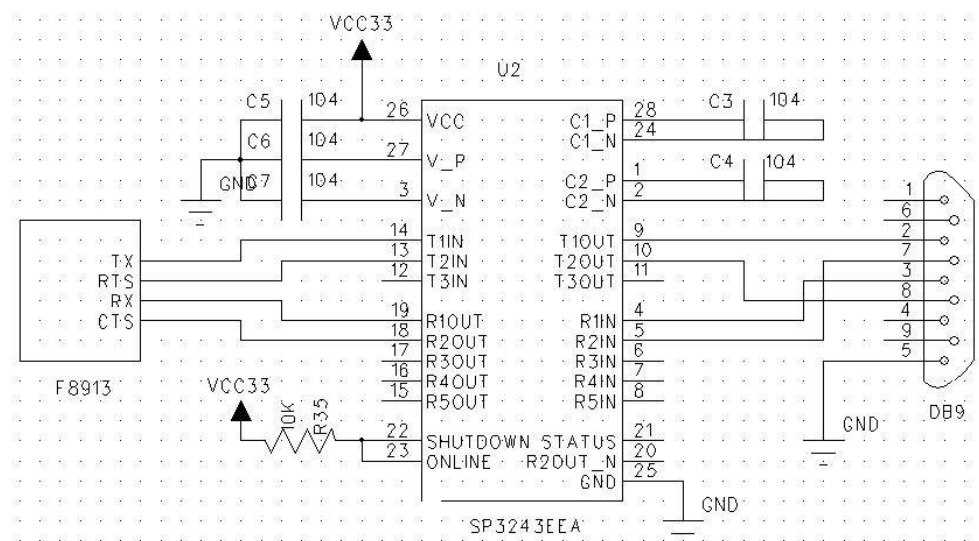 VCC33
U2
C5 104 26 VCC C1_P 28 C3 104
C1_N 24
C6 104 27 V_P C2_P 1 C4 104
GND C7 104 3 V_N C2_N 2
1
6
14 T1IN T1OUT 9 2
TX 13 T2IN T2OUT 10 7
RTS 12 T3IN T3OUT 11 3
RX 8
CTS 19 R1OUT R1IN 4 4
18 R2OUT R2IN 5 9
17 R3OUT R3IN 6 5
16 R4OUT R4IN 7
15 R5OUT R5IN 8
F8913 VCC33 DB9
10K R35 GND
22 SHUTDOWN STATUS 21
23 ONLINE R2OUT_N 20
GND 25
GND
SP3243EEA